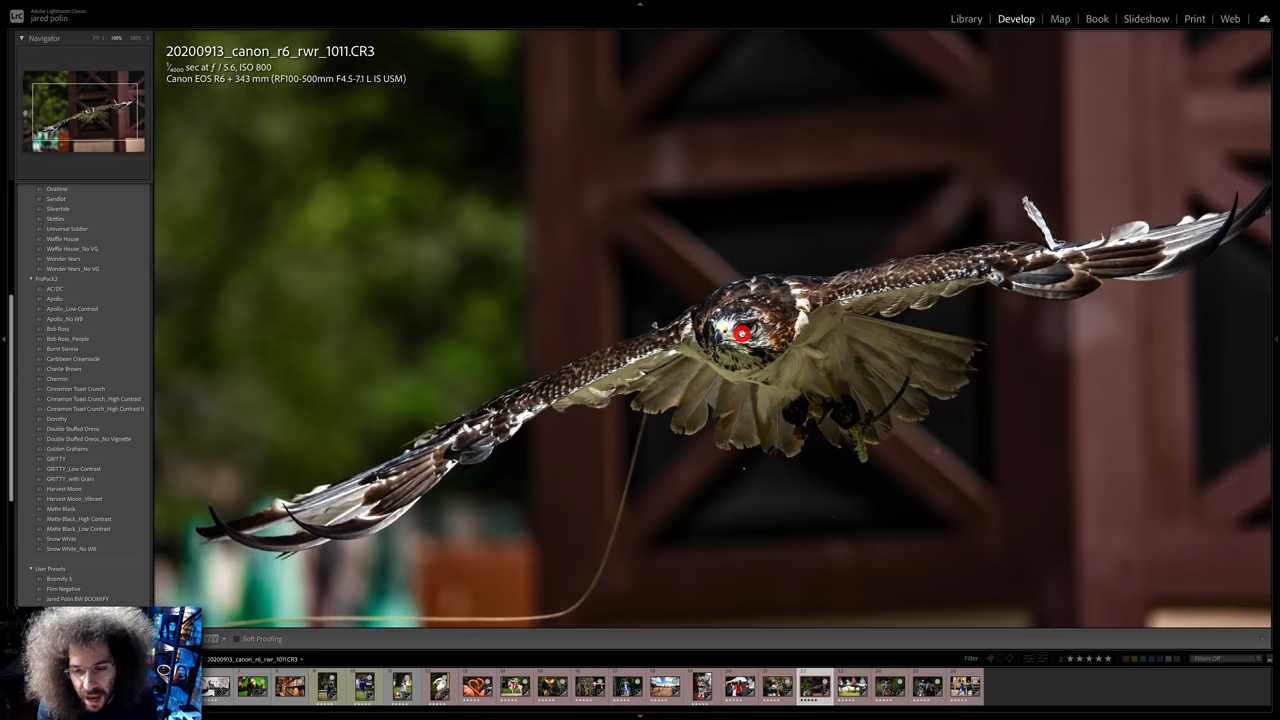 LrC
Adobe Lightroom Classic
jared polin
Library | Develop | Map | Book | Slideshow | Print | Web
Navigator
FIT
100%
20200913_canon_r6_rwr_1011.CR3
1/4000 sec at ƒ / 5.6, ISO 800
Canon EOS R6 + 343 mm (RF100-500mm F4.5-7.1 L IS USM)
Ovaltine
Sandlot
Silvertide
Skittles
Universal Soldier
Waffle House
Waffle House_No VG
Wonder Years
Wonder Years_No VG
FroPack2
AC/DC
Apollo
Apollo_Low Contrast
Apollo_No WB
Bob Ross
Bob Ross_People
Burnt Sienna
Caribbean Creamsicle
Charlie Brown
Charmin
Cinnamon Toast Crunch
Cinnamon Toast Crunch_High Contrast
Cinnamon Toast Crunch_High Contrast II
Dorothy
Double Stuffed Oreos
Double Stuffed Oreos_No Vignette
Golden Grahams
GRITTY
GRITTY_Low Contrast
GRITTY_with Grain
Harvest Moon
Harvest Moon_Vibrant
Matte Black
Matte Black_High Contrast
Matte Black_Low Contrast
Snow White
Snow White_No WB
User Presets
Boomify 3
Film Negative
Jared Polin BW BOOMIFY
Soft Proofing
/ 20200913_canon_r6_rwr_1011.CR3
Filter :
Filters Off